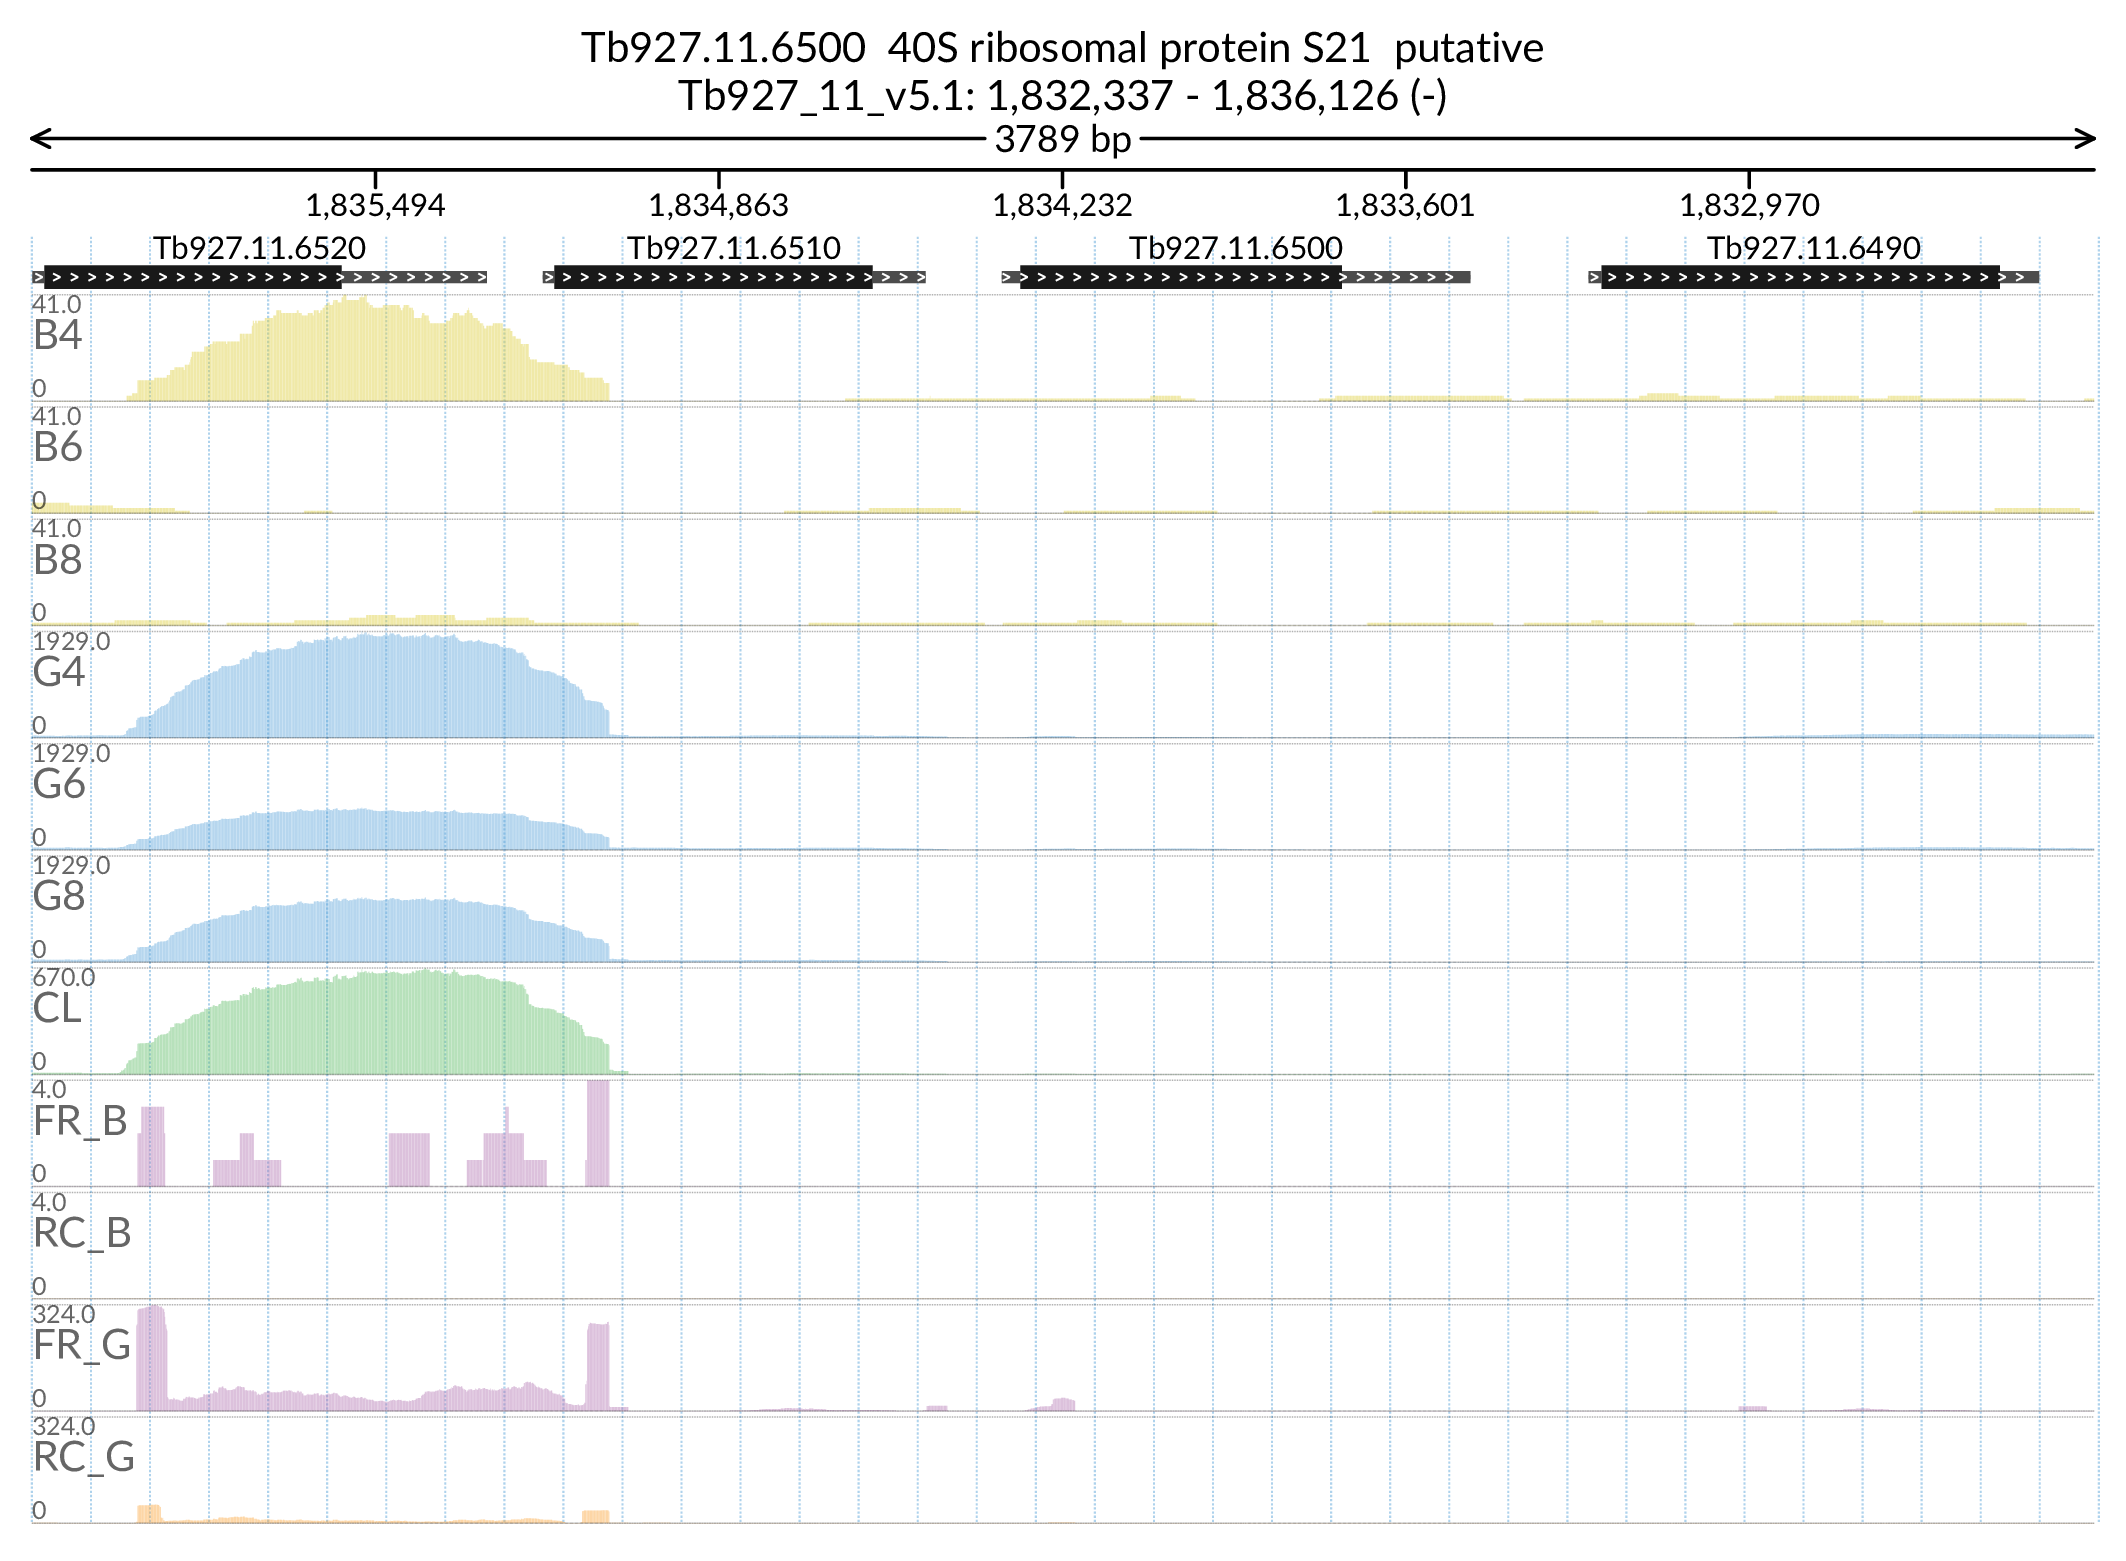 Tb927.11.6500  40S ribosomal protein S21  putative
Tb927_11_v5.1: 1,832,337 - 1,836,126 (-)
3789 bp
1,835,494 1,834,863 1,834,232 1,833,601 1,832,970
Tb927.11.6520 Tb927.11.6510 Tb927.11.6500 Tb927.11.6490
41.0
B4
0
41.0
B6
0
41.0
B8
0
1929.0
G4
0
1929.0
G6
0
1929.0
G8
0
670.0
CL
0
4.0
FR_B
0
4.0
RC_B
0
324.0
FR_G
0
324.0
RC_G
0